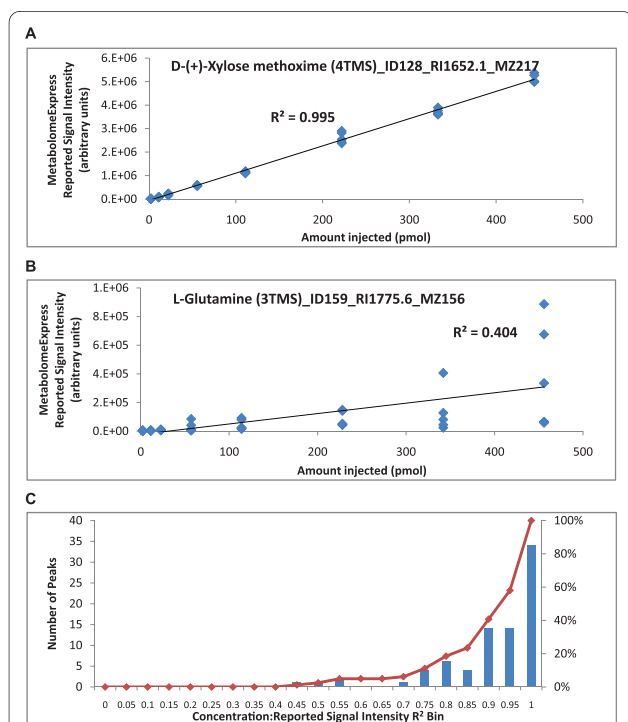 A
D-(+)-Xylose methoxime (4TMS)_ID128_RI1652.1_MZ217
MetabolomeExpress
Reported Signal Intensity
(arbitrary units)
6.E+06
5.E+06
4.E+06
3.E+06
2.E+06
1.E+06
0.E+00
R² = 0.995
0 100 200 300 400 500
Amount injected (pmol)
B
L-Glutamine (3TMS)_ID159_RI1775.6_MZ156
MetabolomeExpress
Reported Signal Intensity
(arbitrary units)
1.E+06
8.E+05
6.E+05
4.E+05
2.E+05
0.E+00
R² = 0.404
0 100 200 300 400 500
Amount injected (pmol)
C
Number of Peaks
40
35
30
25
20
15
10
5
0
100%
80%
60%
40%
20%
0%
0 0.05 0.1 0.15 0.2 0.25 0.3 0.35 0.4 0.45 0.5 0.55 0.6 0.65 0.7 0.75 0.8 0.85 0.9 0.95 1
Concentration:Reported Signal Intensity R² Bin